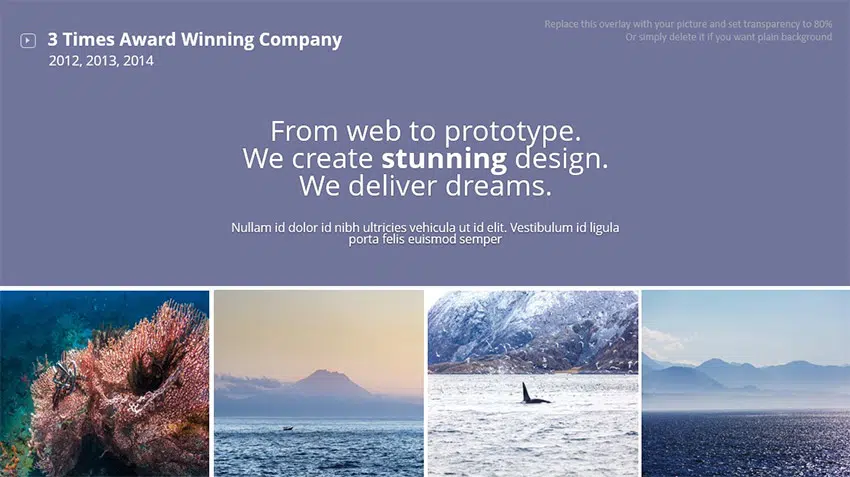 3 Times Award Winning Company
2012, 2013, 2014
Replace this overlay with your picture and set transparency to 80%
Or simply delete it if you want plain background
From web to prototype.
We create stunning design.
We deliver dreams.
Nullam id dolor id nibh ultricies vehicula ut id elit. Vestibulum id ligula
porta felis euismod semper